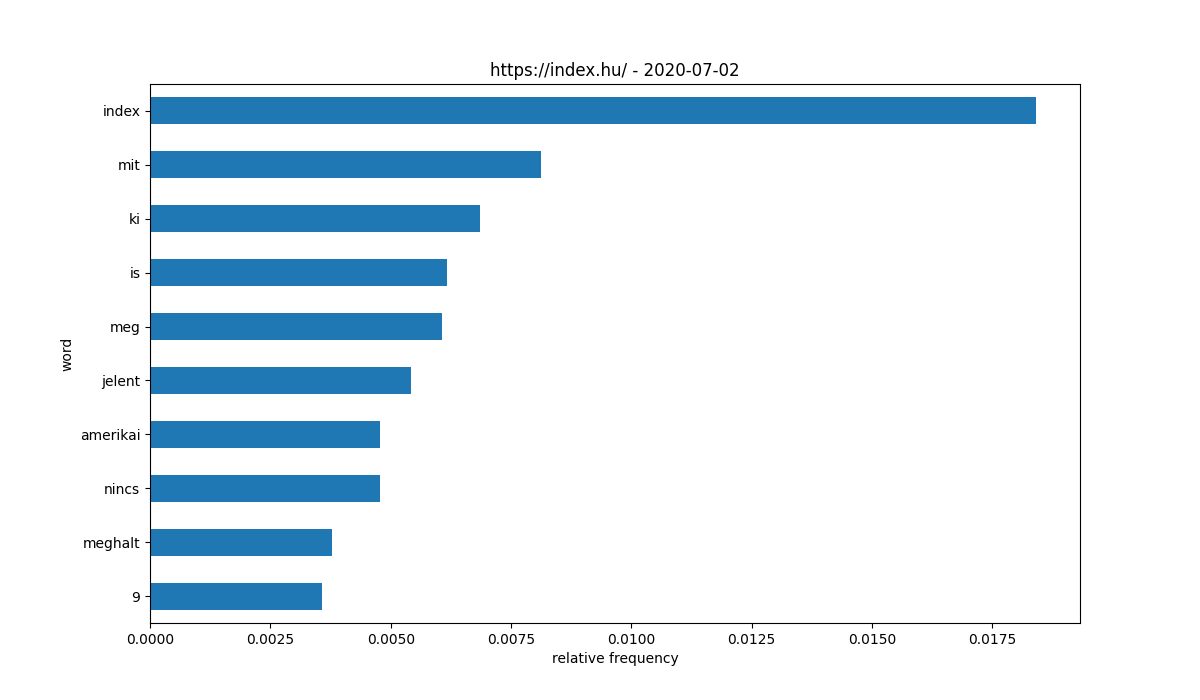 https://index.hu/ - 2020-07-02
index
mit
ki
is
meg
jelent
amerikai
nincs
meghalt
9
word
0.0000 0.0025 0.0050 0.0075 0.0100 0.0125 0.0150 0.0175
relative frequency